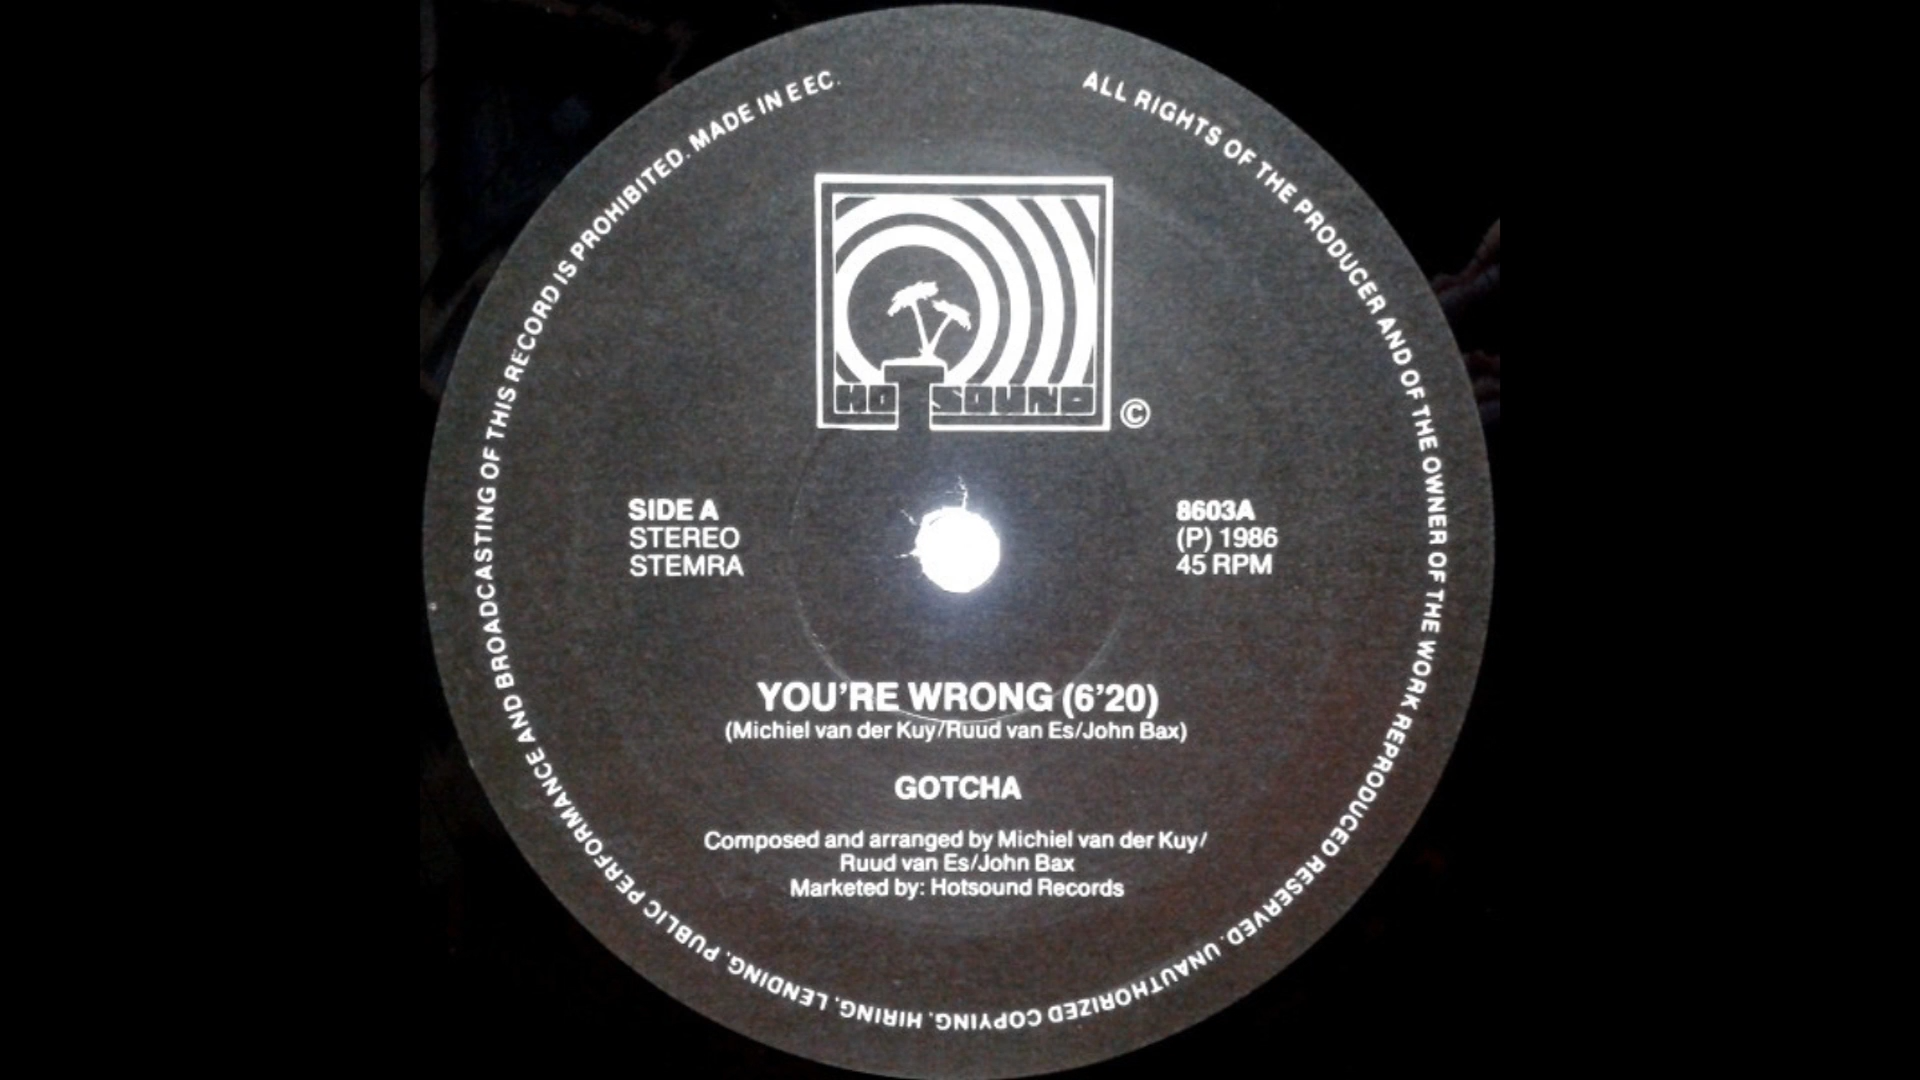 ALL RIGHTS OF THE PRODUCER AND OF THE OWNER OF THE WORK REPRODUCED RESERVED. UNAUTHORIZED COPYING, HIRING, LENDING, PUBLIC PERFORMANCE AND BROADCASTING OF THIS RECORD IS PROHIBITED. MADE IN EEC.
HOT SOUND
©
SIDE A
STEREO
STEMRA
8603A
(P) 1986
45 RPM
YOU'RE WRONG (6'20)
(Michiel van der Kuy/Ruud van Es/John Bax)
GOTCHA
Composed and arranged by Michiel van der Kuy/
Ruud van Es/John Bax
Marketed by: Hotsound Records